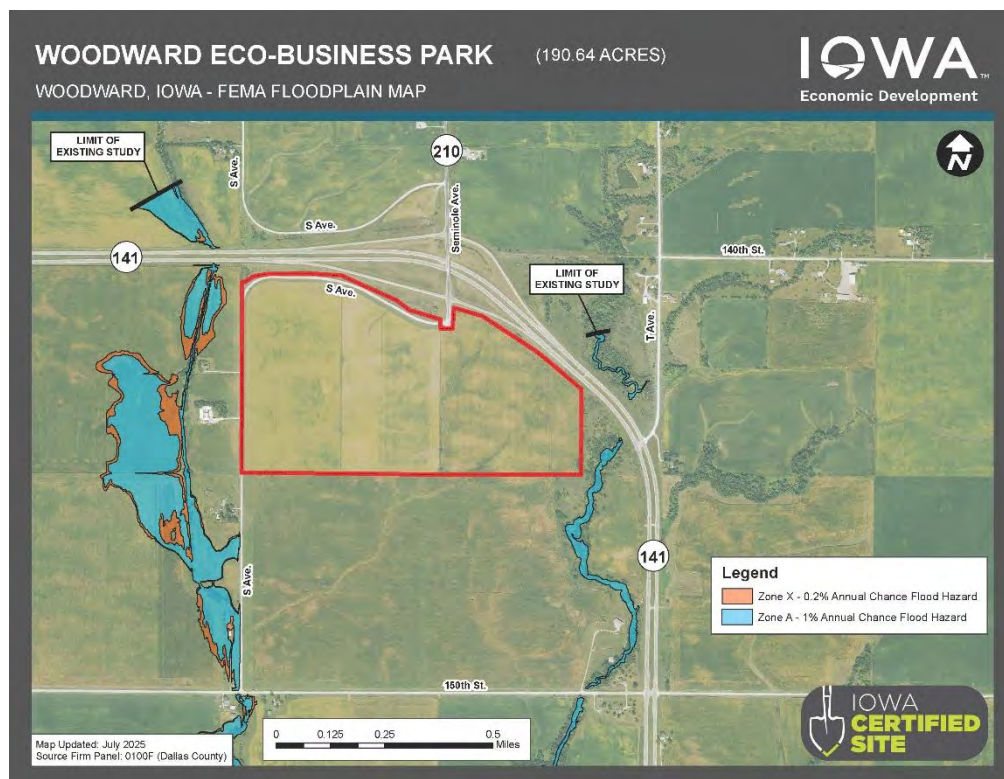 WOODWARD ECO-BUSINESS PARK (190.64 ACRES)
WOODWARD, IOWA - FEMA FLOODPLAIN MAP
IOWA™
Economic Development
LIMIT OF
EXISTING STUDY
S Ave.
210
Seminole Ave.
N
S Ave.
141
140th St.
S Ave.
LIMIT OF
EXISTING STUDY
T Ave.
141
S Ave.
Legend
Zone X - 0.2% Annual Chance Flood Hazard
Zone A - 1% Annual Chance Flood Hazard
150th St.
Map Updated: July 2025
Source Firm Panel: 0100F (Dallas County)
0 0.125 0.25 0.5
Miles
IOWA
CERTIFIED
SITE